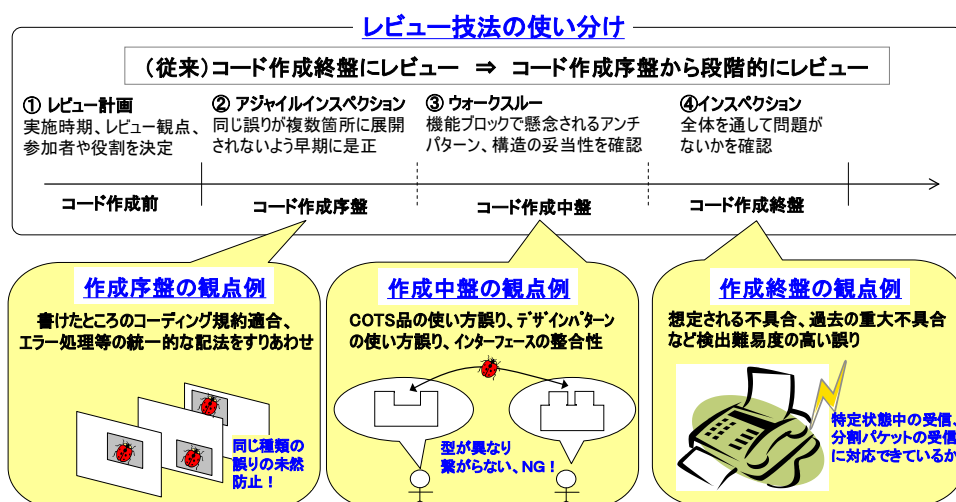 レビュー技法の使い分け
（従来）コード作成終盤にレビュー ⇒ コード作成序盤から段階的にレビュー
① レビュー計画
実施時期、レビュー観点、
参加者や役割を決定
② アジャイルインスペクション
同じ誤りが複数箇所に展開
されないよう早期に是正
③ ウォークスルー
機能ブロックで懸念されるアンチ
パターン、構造の妥当性を確認
④インスペクション
全体を通して問題が
ないかを確認
コード作成前
コード作成序盤
コード作成中盤
コード作成終盤
作成序盤の観点例
書けたところのコーディング規約適合、
エラー処理等の統一的な記法をすりあわせ
同じ種類の
誤りの未然
防止！
作成中盤の観点例
COTS品の使い方誤り、ﾃﾞｻﾞｲﾝﾊﾟﾀｰﾝ
の使い方誤り、ｲﾝﾀｰﾌｪｰｽの整合性
型が異なり
繋がらない、NG！
作成終盤の観点例
想定される不具合、過去の重大不具合
など検出難易度の高い誤り
特定状態中の受信、
分割パケットの受信
に対応できているか